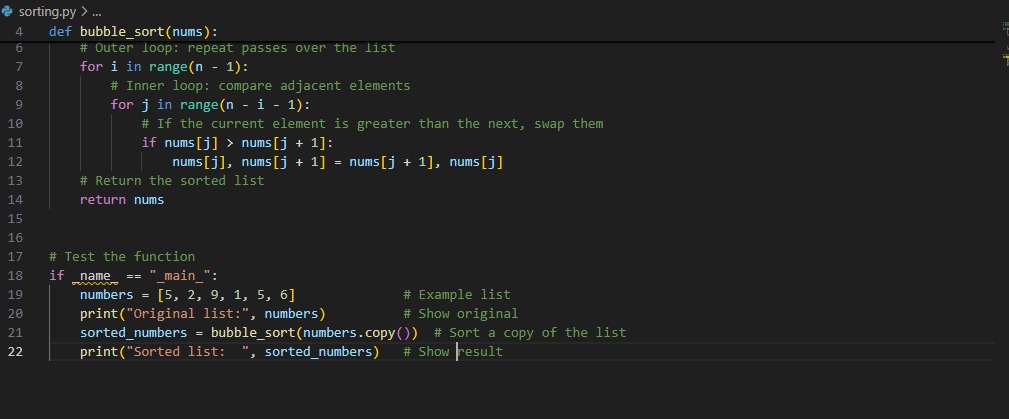 sorting.py > ...
4 def bubble_sort(nums):
6     # Outer loop: repeat passes over the list
7     for i in range(n - 1):
8         # Inner loop: compare adjacent elements
9         for j in range(n - i - 1):
10             # If the current element is greater than the next, swap them
11             if nums[j] > nums[j + 1]:
12                 nums[j], nums[j + 1] = nums[j + 1], nums[j]
13     # Return the sorted list
14     return nums
15
16
17 # Test the function
18 if _name_ == "_main_":
19     numbers = [5, 2, 9, 1, 5, 6]              # Example list
20     print("Original list:", numbers)          # Show original
21     sorted_numbers = bubble_sort(numbers.copy())  # Sort a copy of the list
22     print("Sorted list:  ", sorted_numbers)   # Show result